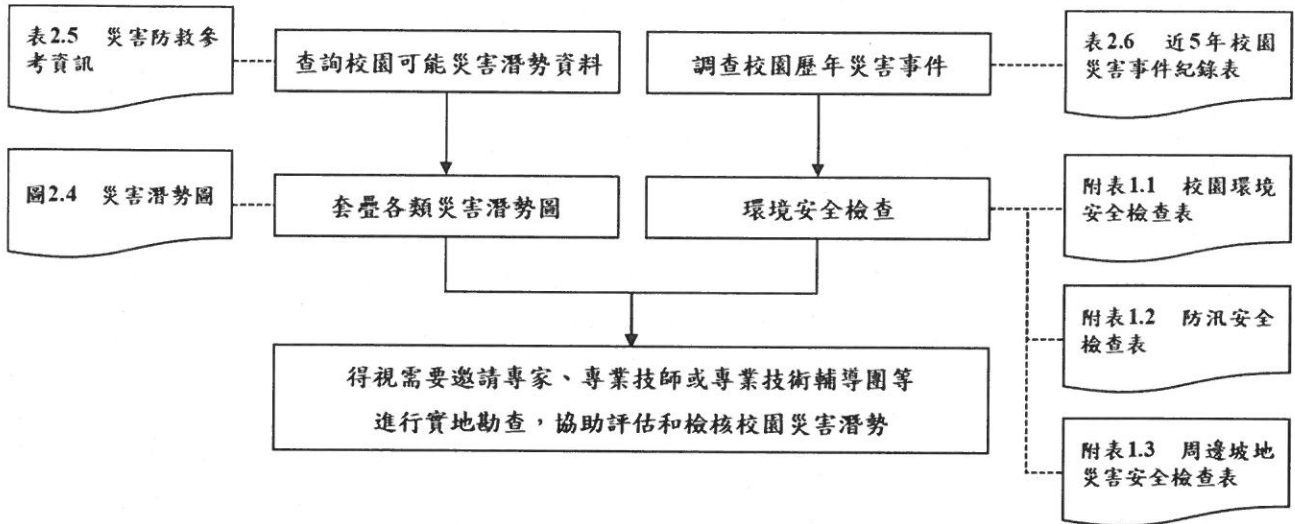 表2.5 災害防救參
考資訊
查詢校園可能災害潛勢資料
調查校園歷年災害事件
表2.6 近5年校園
災害事件紀錄表
圖2.4 災害潛勢圖
套疊各類災害潛勢圖
環境安全檢查
附表1.1 校園環境
安全檢查表
附表1.2 防汛安全
檢查表
得視需要邀請專家、專業技師或專業技術輔導團等
進行實地勘查，協助評估和檢核校園災害潛勢
附表1.3 周邊坡地
災害安全檢查表